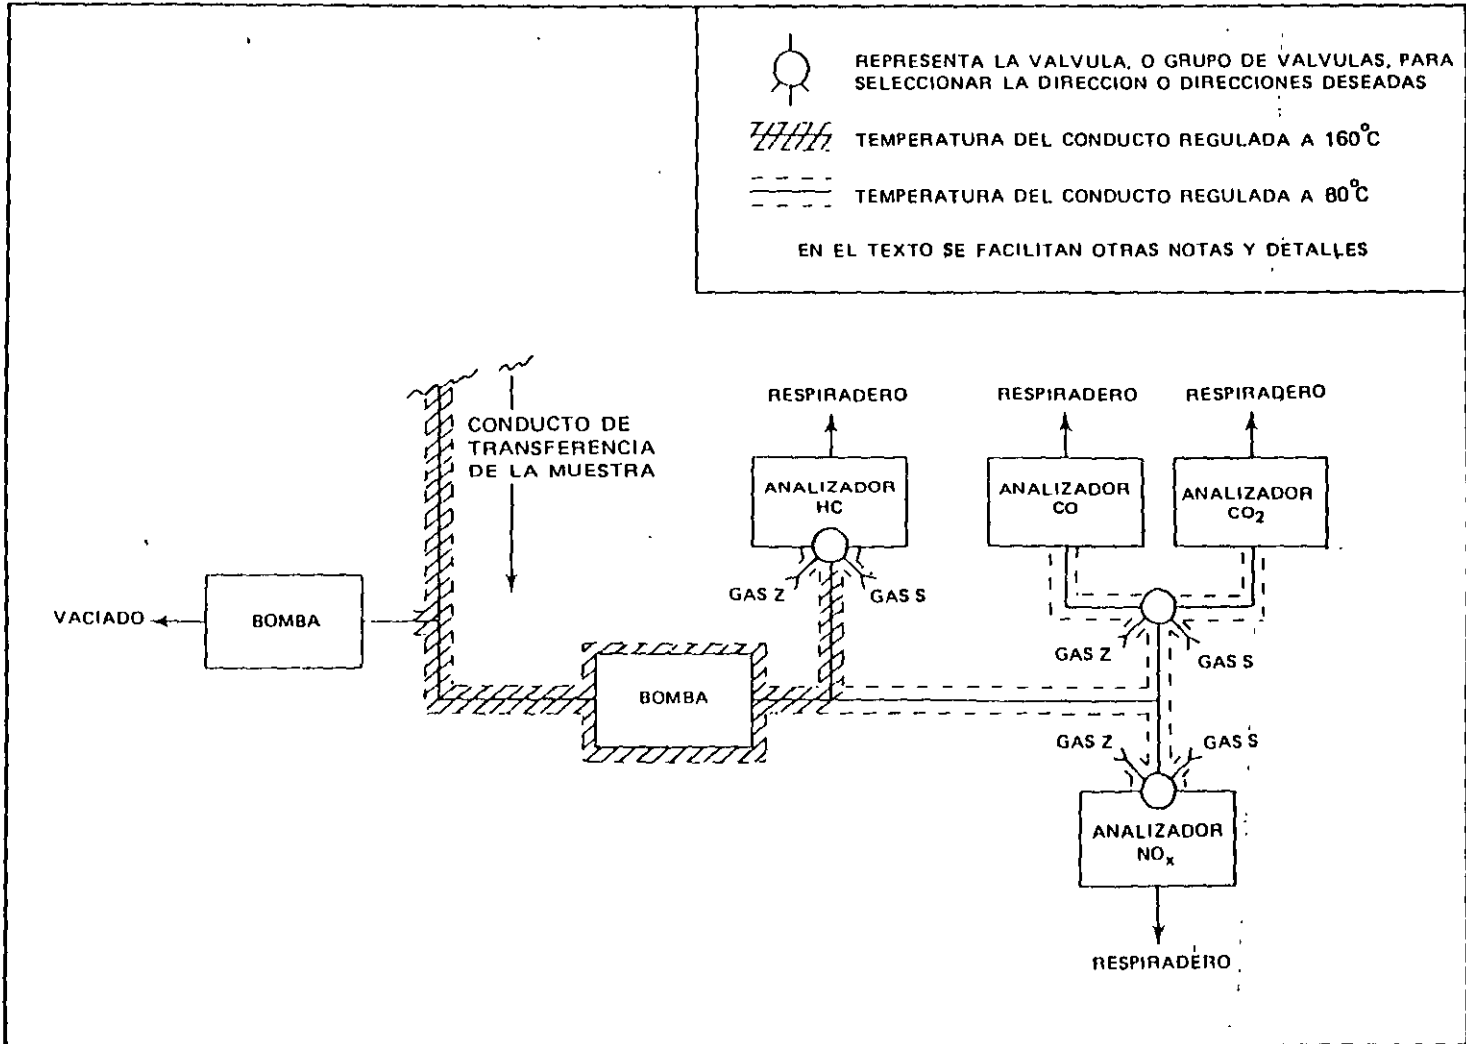 REPRESENTA LA VALVULA, O GRUPO DE VALVULAS, PARA
SELECCIONAR LA DIRECCION O DIRECCIONES DESEADAS
TEMPERATURA DEL CONDUCTO REGULADA A 160°C
TEMPERATURA DEL CONDUCTO REGULADA A 80°C
EN EL TEXTO SE FACILITAN OTRAS NOTAS Y DETALLES
CONDUCTO DE
TRANSFERENCIA
DE LA MUESTRA
RESPIRADERO
RESPIRADERO
RESPIRADERO
ANALIZADOR
HC
ANALIZADOR
CO
ANALIZADOR
CO₂
GAS Z
GAS S
VACIADO
BOMBA
GAS Z
GAS S
BOMBA
GAS Z
GAS S
ANALIZADOR
NOₓ
RESPIRADERO